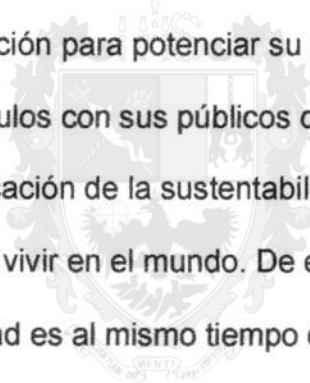 ción para potenciar su
ulos con sus públicos
ación de la sustentabil
vivir en el mundo. De
ad es al mismo tiempo